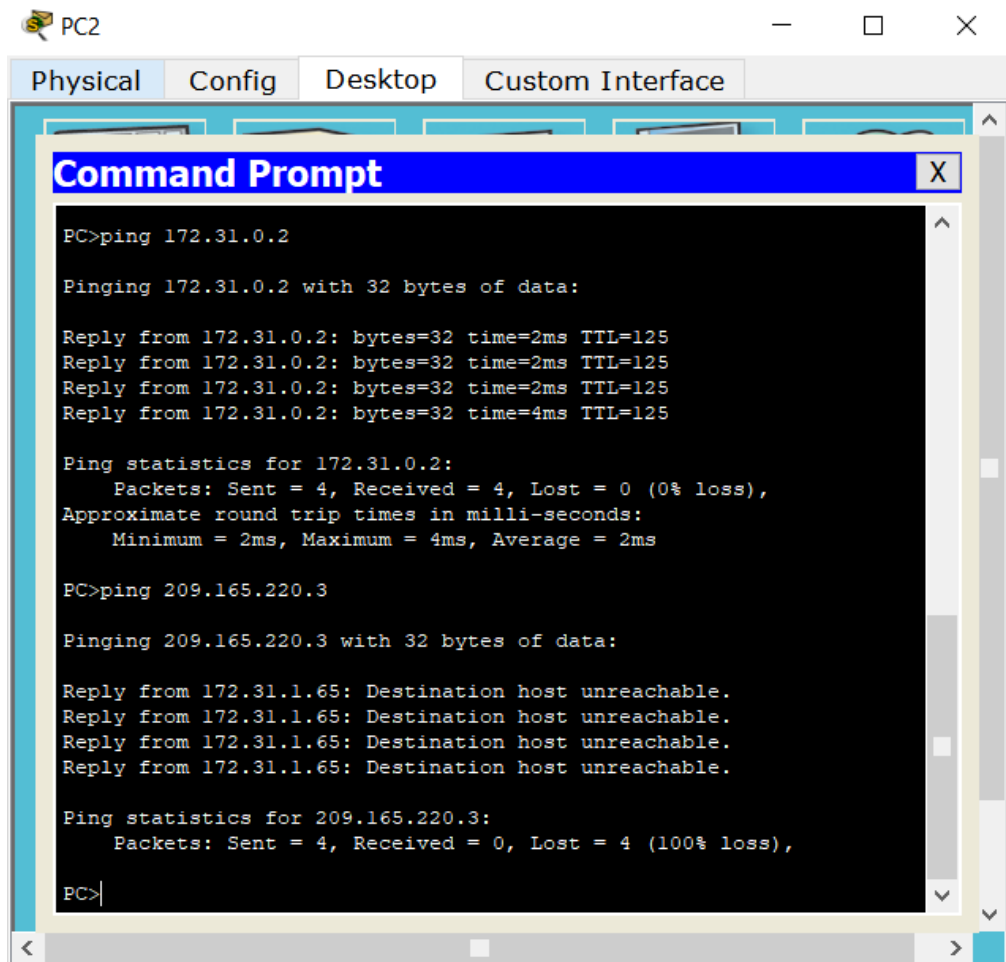 PC2
Physical Config Desktop Custom Interface
Command Prompt X
PC>ping 172.31.0.2
Pinging 172.31.0.2 with 32 bytes of data:
Reply from 172.31.0.2: bytes=32 time=2ms TTL=125
Reply from 172.31.0.2: bytes=32 time=2ms TTL=125
Reply from 172.31.0.2: bytes=32 time=2ms TTL=125
Reply from 172.31.0.2: bytes=32 time=4ms TTL=125
Ping statistics for 172.31.0.2:
    Packets: Sent = 4, Received = 4, Lost = 0 (0% loss),
Approximate round trip times in milli-seconds:
    Minimum = 2ms, Maximum = 4ms, Average = 2ms
PC>ping 209.165.220.3
Pinging 209.165.220.3 with 32 bytes of data:
Reply from 172.31.1.65: Destination host unreachable.
Reply from 172.31.1.65: Destination host unreachable.
Reply from 172.31.1.65: Destination host unreachable.
Reply from 172.31.1.65: Destination host unreachable.
Ping statistics for 209.165.220.3:
    Packets: Sent = 4, Received = 0, Lost = 4 (100% loss),
PC>